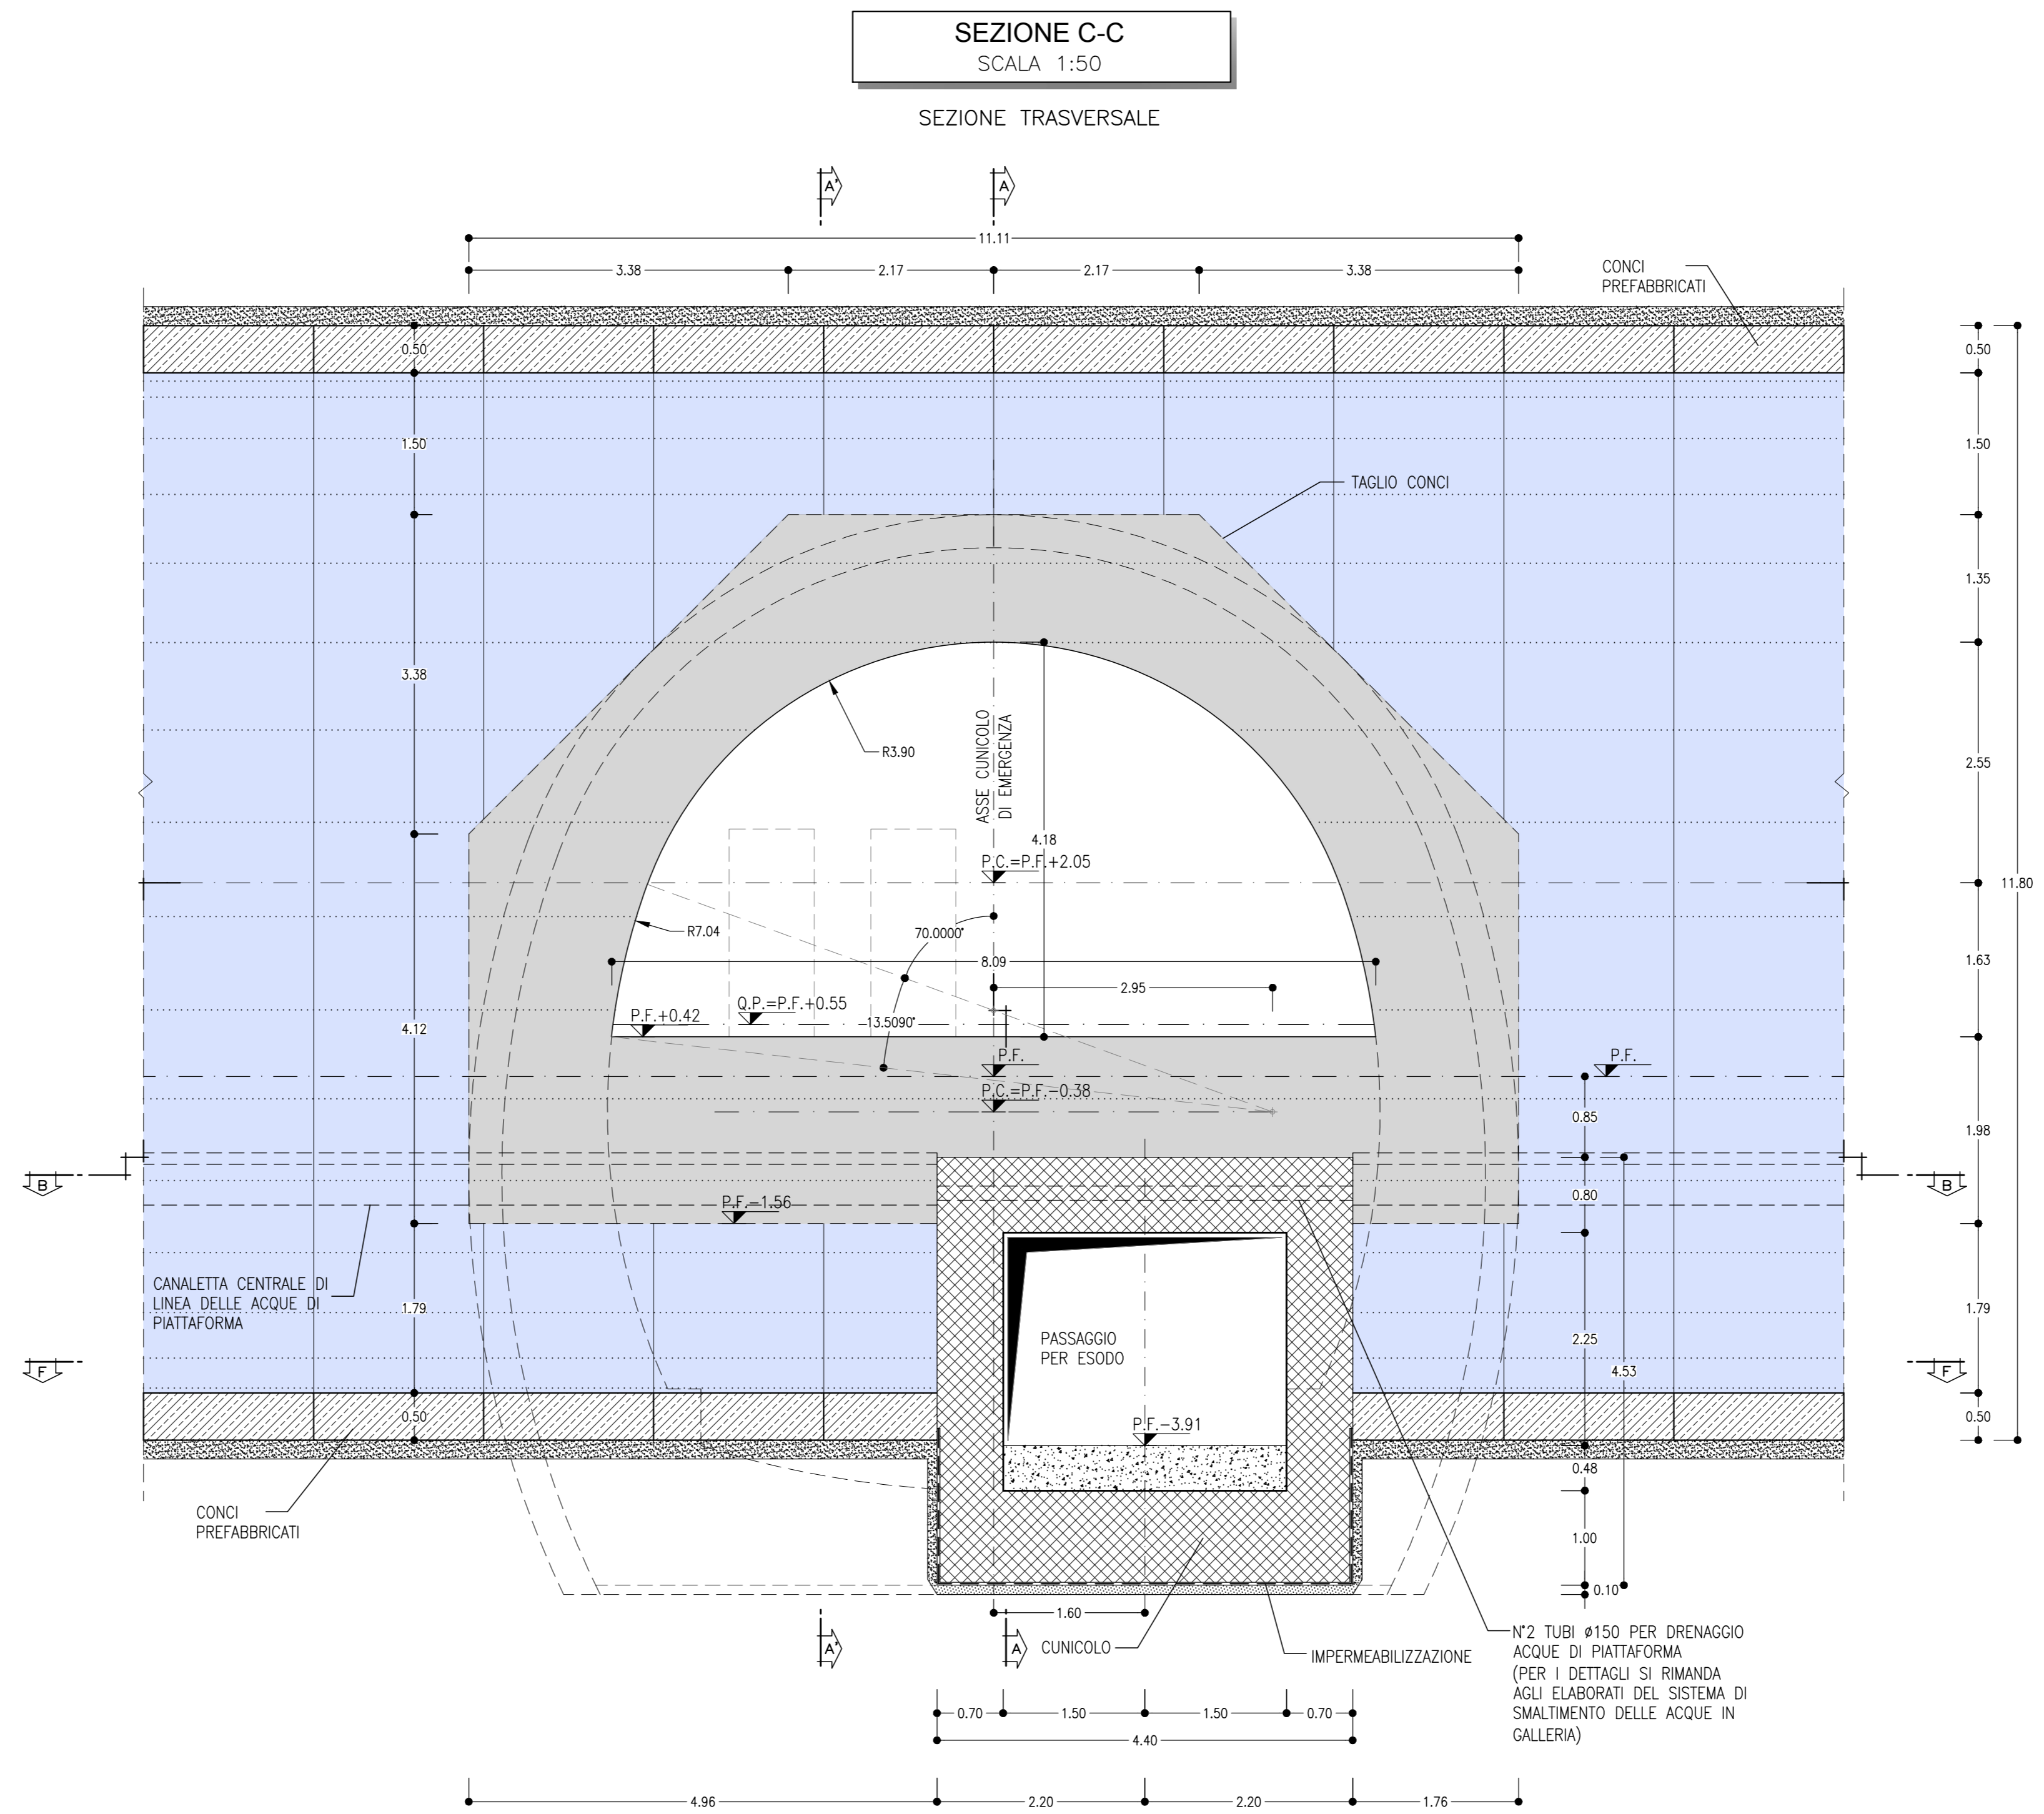 SEZIONE C-C
SCALA 1:50
SEZIONE TRASVERSALE
A'
A
11.11
3.38
2.17
2.17
3.38
CONCI
PREFABBRICATI
0.50
0.50
1.50
1.50
TAGLIO CONCI
1.35
3.38
R3.90
ASSE CUNICOLO
DI EMERGENZA
2.55
4.18
P.C.=P.F.+2.05
11.80
R7.04
70.0000°
8.09
1.63
2.95
Q.P.=P.F.+0.55
P.F.+0.42
13.5090°
4.12
P.F.
P.F.
P.C.=P.F.-0.38
0.85
1.98
B
B
P.F.-1.56
0.80
CANALETTA CENTRALE DI
LINEA DELLE ACQUE DI
PIATTAFORMA
1.79
1.79
PASSAGGIO
PER ESODO
2.25
F
F
4.53
0.50
P.F.-3.91
0.50
0.48
CONCI
PREFABBRICATI
1.00
0.10
1.60
A'
A
CUNICOLO
IMPERMEABILIZZAZIONE
N°2 TUBI ø150 PER DRENAGGIO
ACQUE DI PIATTAFORMA
(PER I DETTAGLI SI RIMANDA
AGLI ELABORATI DEL SISTEMA DI
SMALTIMENTO DELLE ACQUE IN
GALLERIA)
0.70
1.50
1.50
0.70
4.40
4.96
2.20
2.20
1.76